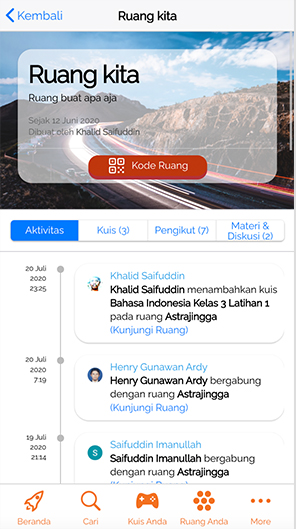 Kembali
Ruang kita
Ruang kita
Ruang buat apa aja
Sejak 12 Juni 2020
Dibuat oleh Khalid Saifuddin
Kode Ruang
Aktivitas
Kuis (3)
Pengikut (7)
Materi &
Diskusi (2)
20 Juli
2020
23:25
Khalid Saifuddin
Khalid Saifuddin menambahkan kuis
Bahasa Indonesia Kelas 3 Latihan 1
pada ruang Astrajingga
(Kunjungi Ruang)
20 Juli
2020
7:19
Henry Gunawan Ardy
Henry Gunawan Ardy bergabung
dengan ruang Astrajingga
(Kunjungi Ruang)
19 Juli
2020
21:14
S
Saifuddin Imanullah
Saifuddin Imanullah bergabung
dengan ruang Astrajingga
(Kunjungi Ruang)
Beranda
Cari
Kuis Anda
Ruang Anda
More